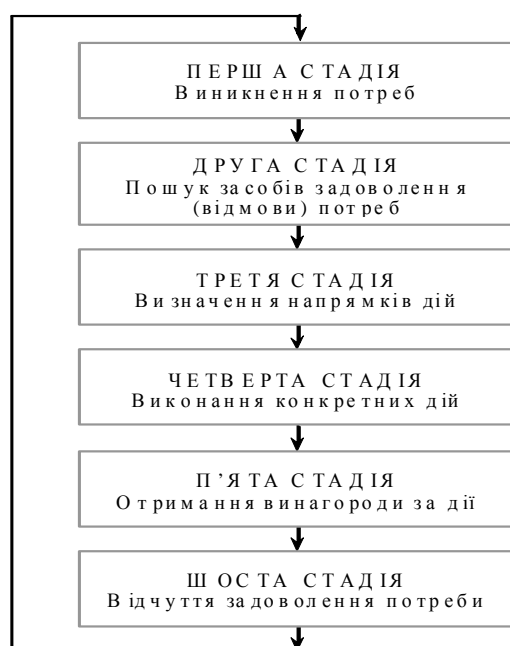 ПЕРША СТАДІЯ
Виникнення потреб
ДРУГА СТАДІЯ
Пошук засобів задоволення
(відмови) потреб
ТРЕТЯ СТАДІЯ
Визначення напрямків дій
ЧЕТВЕРТА СТАДІЯ
Виконання конкретних дій
П’ЯТА СТАДІЯ
Отримання винагороди за дії
ШОСТА СТАДІЯ
Відчуття задоволення потреби